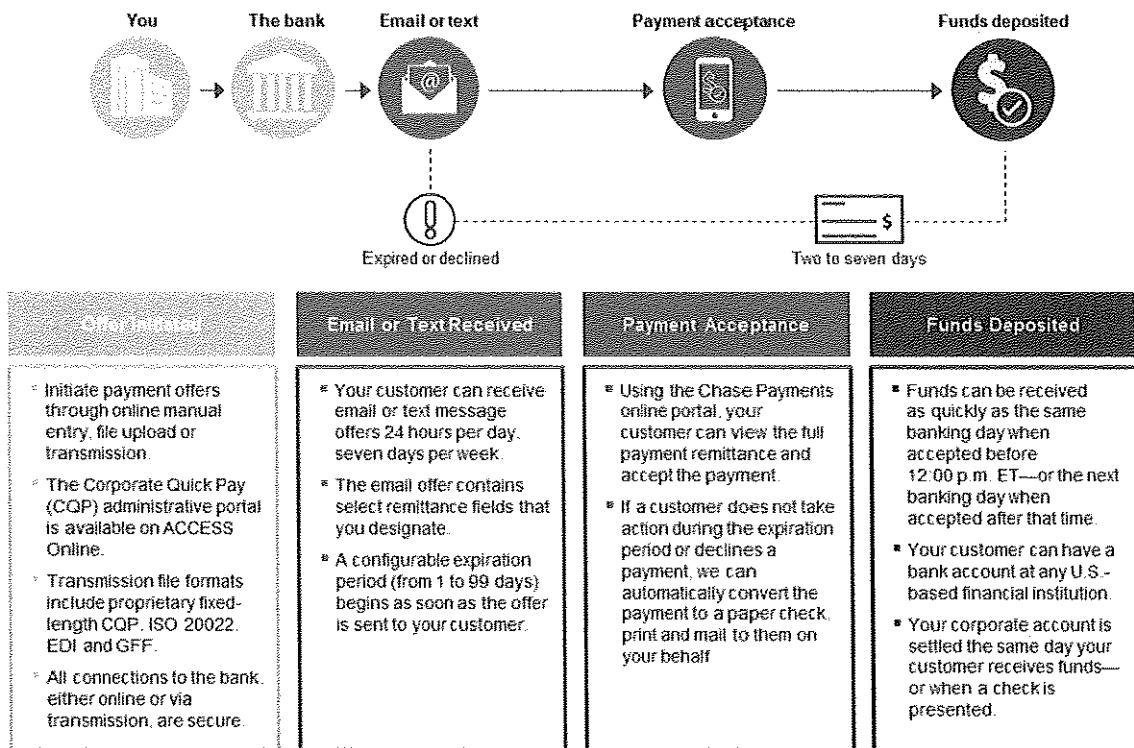 You
The bank
Email or text
Payment acceptance
Funds deposited
@
$
$
$
Expired or declined
Two to seven days
Offer Initiated
Email or Text Received
Payment Acceptance
Funds Deposited
Initiate payment offers
through online manual
entry, file upload or
transmission.
The Corporate Quick Pay
(CQP) administrative portal
is available on ACCESS
Online.
Transmission file formats
include proprietary fixed-
length CQP, ISO 20022,
EDI and GFF.
All connections to the bank,
either online or via
transmission, are secure.
Your customer can receive
email or text message
offers 24 hours per day,
seven days per week.
The email offer contains
select remittance fields that
you designate.
A configurable expiration
period (from 1 to 99 days)
begins as soon as the offer
is sent to your customer.
Using the Chase Payments
online portal, your
customer can view the full
payment remittance and
accept the payment.
If a customer does not take
action during the expiration
period or declines a
payment, we can
automatically convert the
payment to a paper check,
print and mail to them on
your behalf
Funds can be received
as quickly as the same
banking day when
accepted before
12:00 p.m. ET—or the next
banking day when
accepted after that time.
Your customer can have a
bank account at any U.S.-
based financial institution.
Your corporate account is
settled the same day your
customer receives funds—
or when a check is
presented.